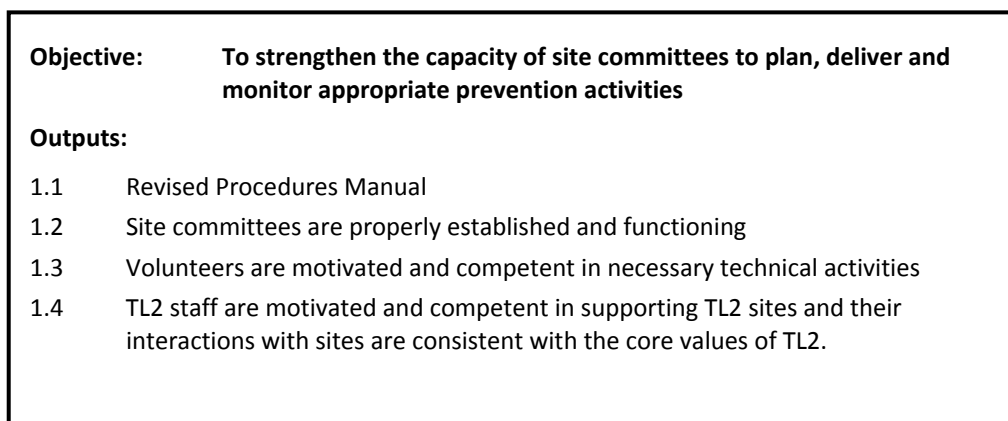 Objective: To strengthen the capacity of site committees to plan, deliver and
monitor appropriate prevention activities
Outputs:
1.1 Revised Procedures Manual
1.2 Site committees are properly established and functioning
1.3 Volunteers are motivated and competent in necessary technical activities
1.4 TL2 staff are motivated and competent in supporting TL2 sites and their
interactions with sites are consistent with the core values of TL2.